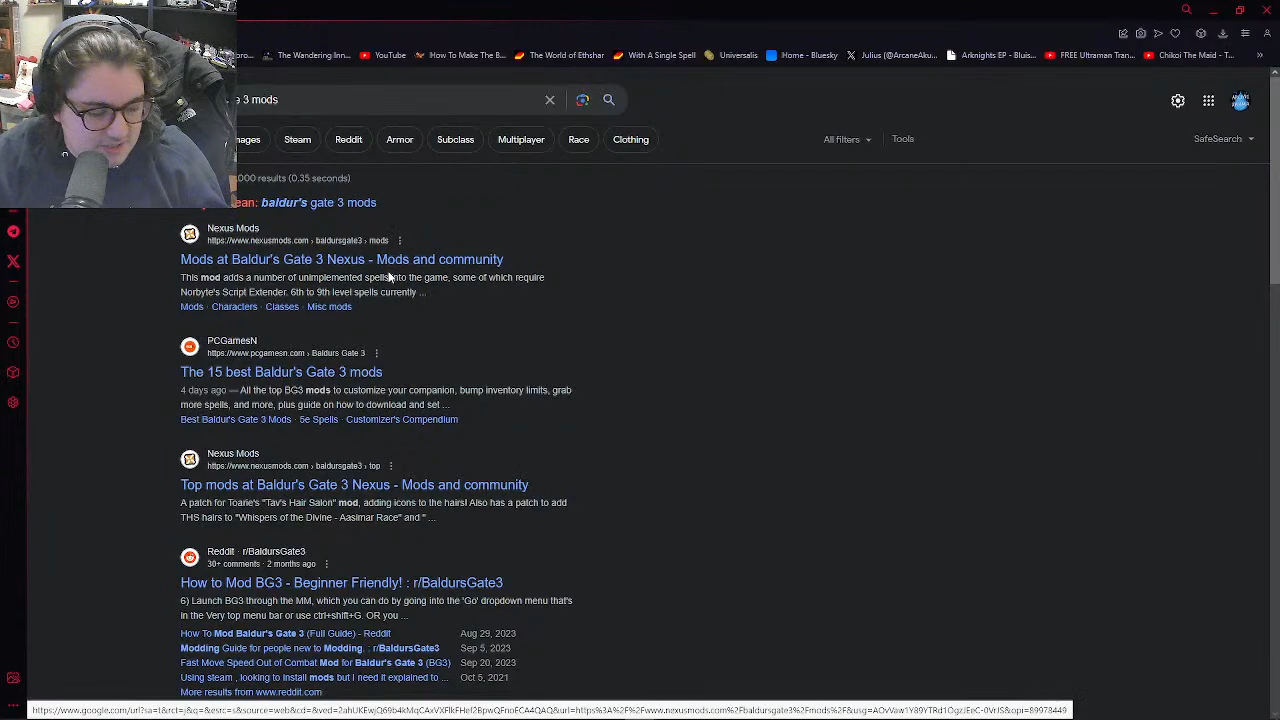 oro...
The Wandering Inn...
YouTube
!How To Make The B...
The World of Ethshar
With A Single Spell
Universalis
Home - Bluesky
Julius (@ArcaneAku...
Arknights EP - Bluis...
FREE Ultraman Tran...
Chikoi The Maid - T...
e 3 mods
mages
Steam
Reddit
Armor
Subclass
Multiplayer
Race
Clothing
All filters
Tools
SafeSearch
,000 results (0.35 seconds)
ean: baldur's gate 3 mods
Nexus Mods
https://www.nexusmods.com › baldursgate3 › mods
Mods at Baldur's Gate 3 Nexus - Mods and community
This mod adds a number of unimplemented spells into the game, some of which require
Norbyte's Script Extender. 6th to 9th level spells currently ...
Mods · Characters · Classes · Misc mods
PCGamesN
https://www.pcgamesn.com › Baldurs Gate 3
The 15 best Baldur's Gate 3 mods
4 days ago — All the top BG3 mods to customize your companion, bump inventory limits, grab
more spells, and more, plus guide on how to download and set ...
Best Baldur's Gate 3 Mods · 5e Spells · Customizer's Compendium
Nexus Mods
https://www.nexusmods.com › baldursgate3 › top
Top mods at Baldur's Gate 3 Nexus - Mods and community
A patch for Toarie's "Tav's Hair Salon" mod, adding icons to the hairs! Also has a patch to add
THS hairs to "Whispers of the Divine - Aasimar Race" and " ...
Reddit · r/BaldursGate3
30+ comments · 2 months ago
How to Mod BG3 - Beginner Friendly! : r/BaldursGate3
6) Launch BG3 through the MM, which you can do by going into the 'Go' dropdown menu that's
in the Very top menu bar or use ctrl+shift+G. OR you ...
How To Mod Baldur's Gate 3 (Full Guide) - Reddit Aug 29, 2023
Modding Guide for people new to Modding, : r/BaldursGate3 Sep 5, 2023
Fast Move Speed Out of Combat Mod for Baldur's Gate 3 (BG3) Sep 20, 2023
Using steam , looking to install mods but I need it explained to ... Oct 5, 2021
More results from www.reddit.com